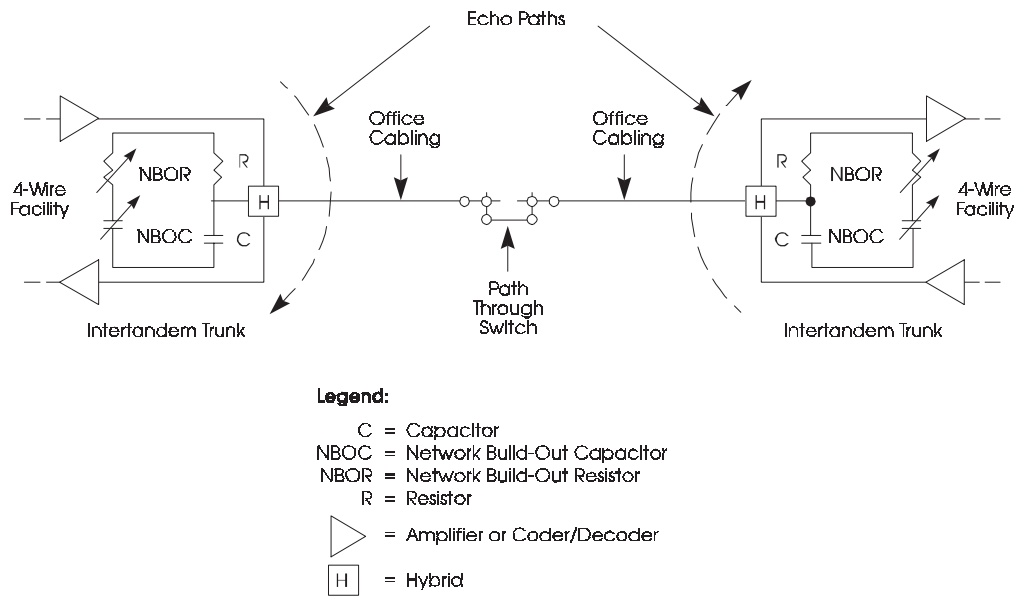 Echo Paths
Office
Cabling
Office
Cabling
R
NBOR
4-Wire
Facility
H
NBOC
C
R
NBOR
4-Wire
Facility
H
C
NBOC
Path
Through
Switch
Intertandem Trunk
Intertandem Trunk
Legend:
C = Capacitor
NBOC = Network Build-Out Capacitor
NBOR = Network Build-Out Resistor
R = Resistor
= Amplifier or Coder/Decoder
H = Hybrid